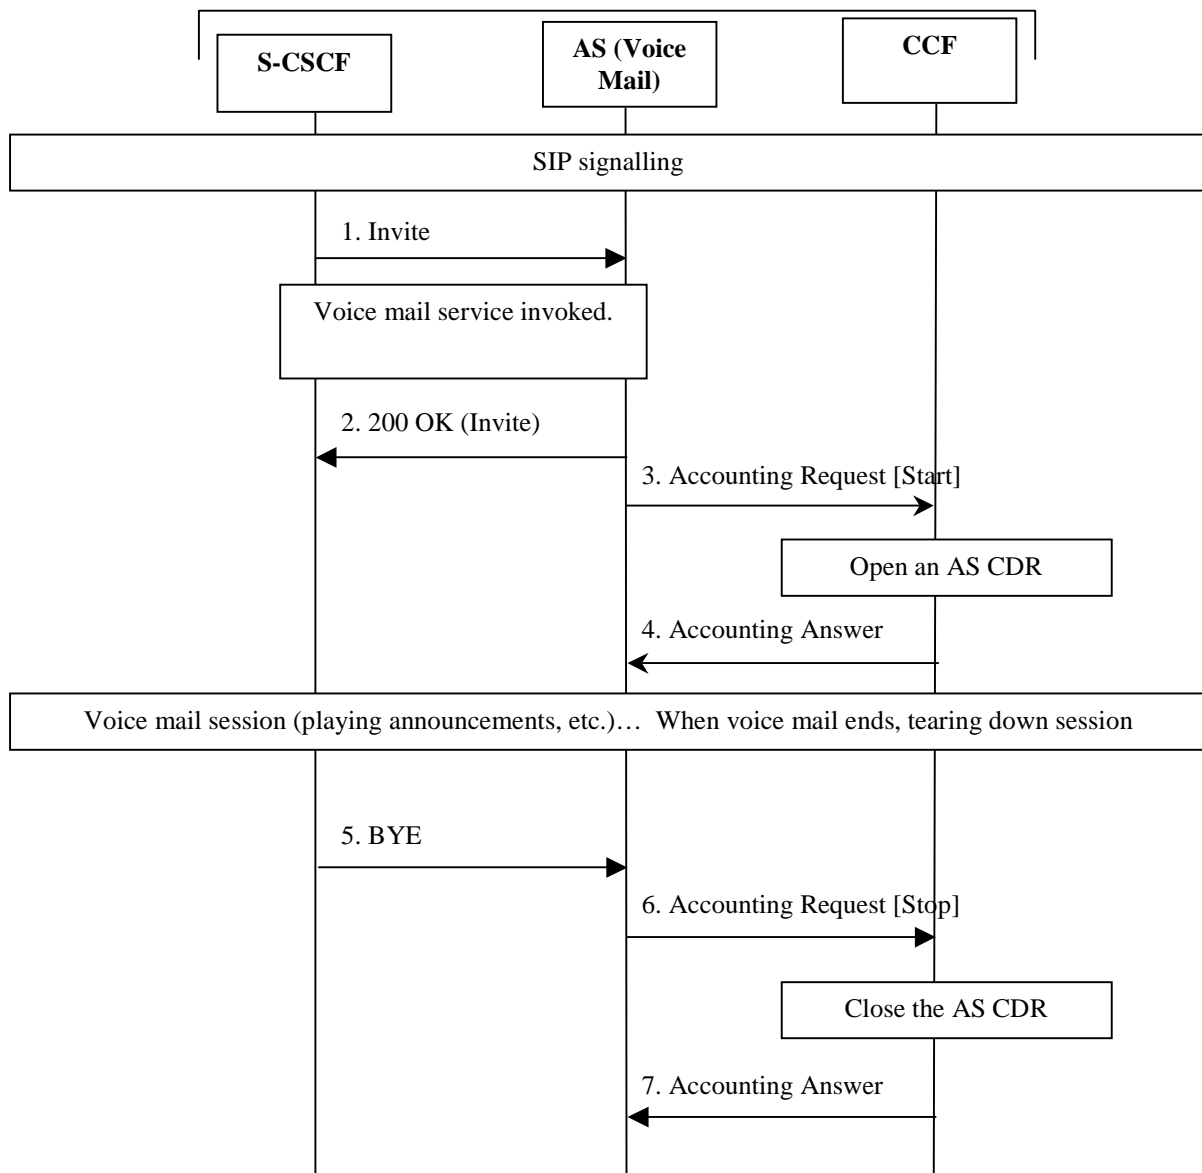 S-CSCF
AS (Voice
Mail)
CCF
SIP signalling
1. Invite
Voice mail service invoked.
2. 200 OK (Invite)
3. Accounting Request [Start]
Open an AS CDR
4. Accounting Answer
Voice mail session (playing announcements, etc.)… When voice mail ends, tearing down session
5. BYE
6. Accounting Request [Stop]
Close the AS CDR
7. Accounting Answer